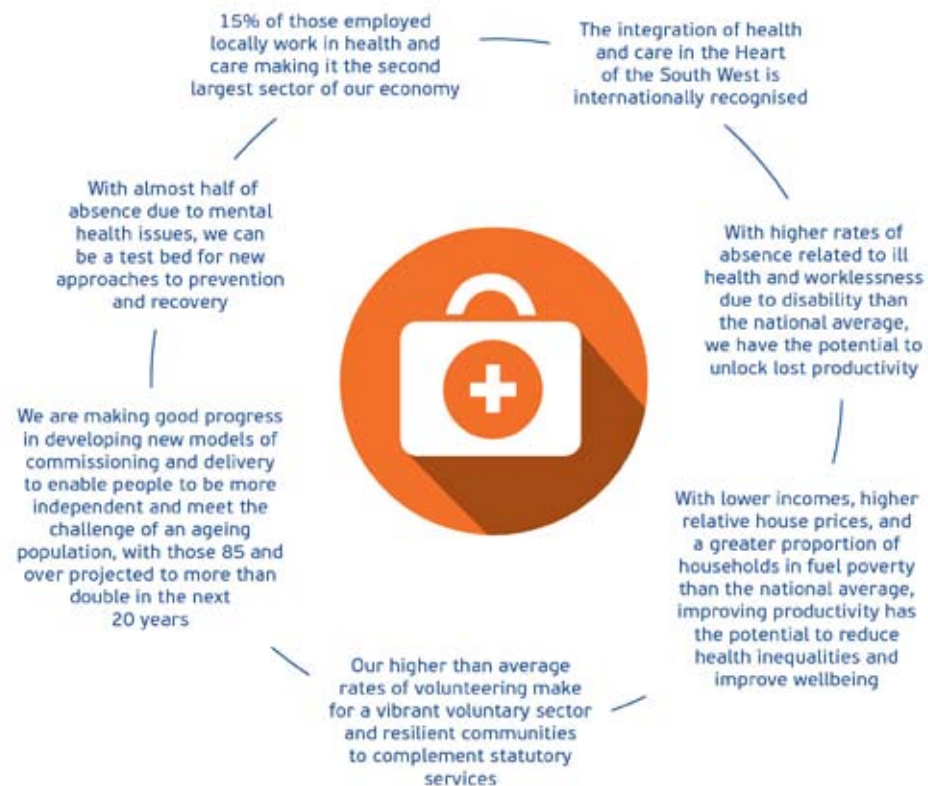 15% of those employed
locally work in health and
care making it the second
largest sector of our economy
The integration of health
and care in the Heart
of the South West is
internationally recognised
With higher rates of
absence related to ill
health and worklessness
due to disability than
the national average,
we have the potential to
unlock lost productivity
With lower incomes, higher
relative house prices, and
a greater proportion of
households in fuel poverty
than the national average,
improving productivity has
the potential to reduce
health inequalities and
improve wellbeing
Our higher than average
rates of volunteering make
for a vibrant voluntary sector
and resilient communities
to complement statutory
services
We are making good progress
in developing new models of
commissioning and delivery
to enable people to be more
independent and meet the
challenge of an ageing
population, with those 85 and
over projected to more than
double in the next
20 years
With almost half of
absence due to mental
health issues, we can
be a test bed for new
approaches to prevention
and recovery